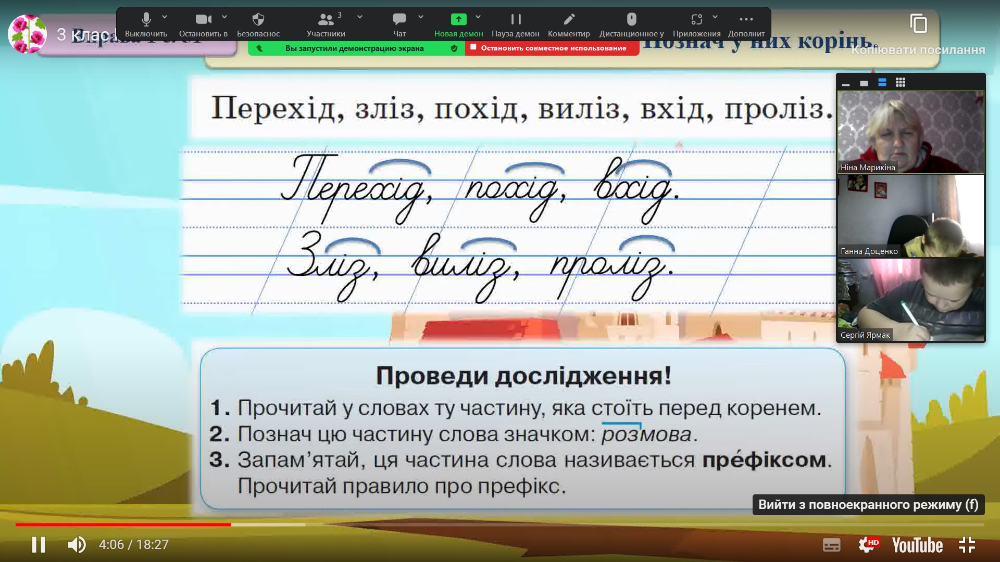 3 клас
Выключить
Остановить в
Безопаснос
3
Участники
Чат
Новая демон
Пауза демон
Комментир
Дистанционное у
Приложения
Дополнит
Вы запустили демонстрацию экрана
Остановить совместное использование
Познач у них корінь.
Копіювати посилання
Перехід, зліз, похід, виліз, вхід, проліз.
Перехід, похід, вхід.
Зліз, виліз, проліз.
Ніна Марикіна
Ганна Доценко
Сергій Ярмак
Проведи дослідження!
1. Прочитай у словах ту частину, яка стоїть перед коренем.
2. Познач цю частину слова значком: розмова.
3. Запам’ятай, ця частина слова називається пре́фіксом.
Прочитай правило про префікс.
Вийти з повноекранного режиму (f)
4:06 / 18:27
HD
YouTube